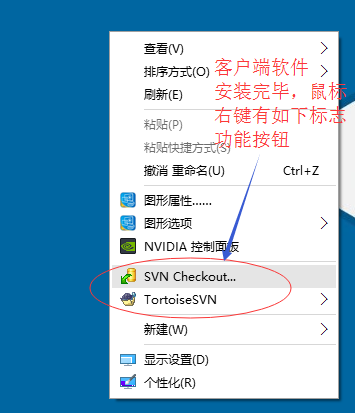 查看(V)
排序方式(O)
刷新(E)
客户端软件
安装完毕，鼠标
右键有如下标志
功能按钮
粘贴(P)
粘贴快捷方式(S)
撤消 重命名(U) Ctrl+Z
图形属性......
图形选项
NVIDIA 控制面板
SVN Checkout...
TortoiseSVN
新建(W)
显示设置(D)
个性化(R)